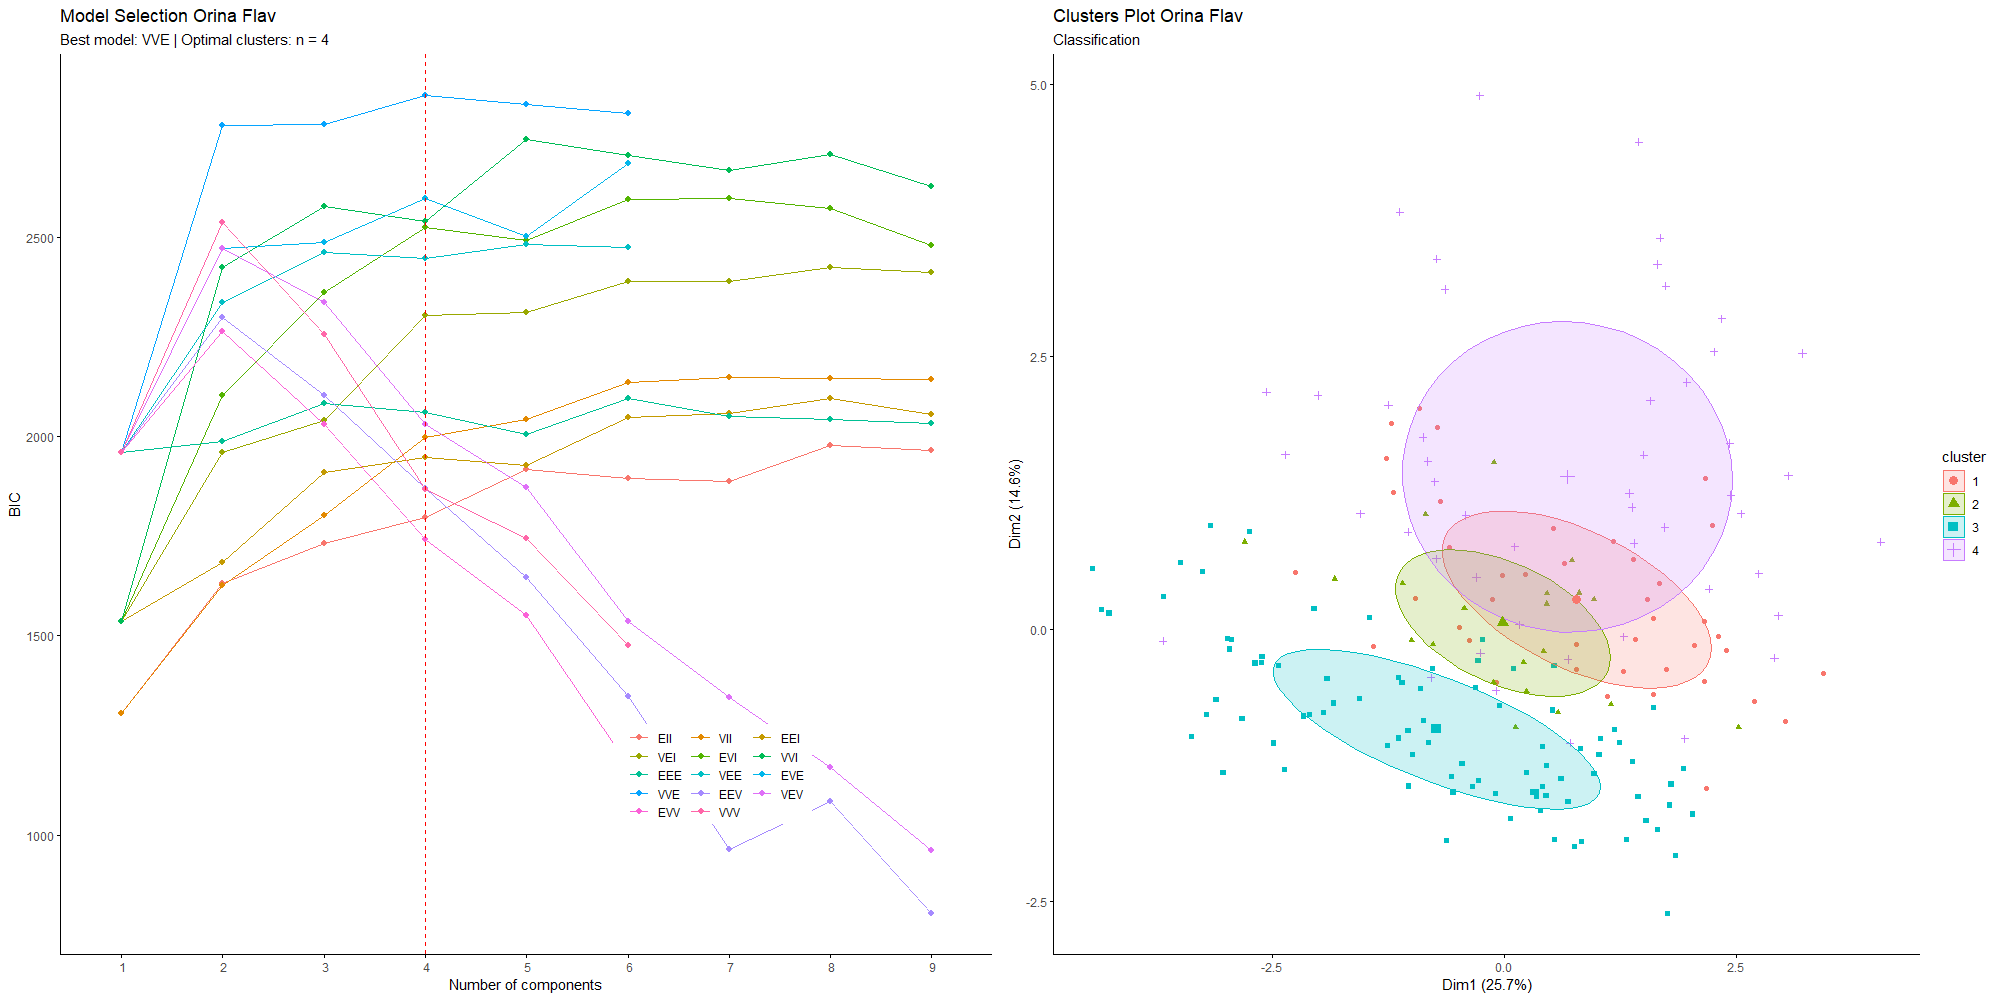 Model Selection Orina Flav
Best model: VVE | Optimal clusters: n = 4
BIC
2500
2000
1500
1000
1 2 3 4 5 6 7 8 9
Number of components
EII VII EEI
VEI EVI VVI
EEE VEE EVE
VVE EEV VEV
EVV VVV
Clusters Plot Orina Flav
Classification
Dim2 (14.6%)
5.0
2.5
0.0
-2.5
-2.5 0.0 2.5
Dim1 (25.7%)
cluster
1
2
3
4